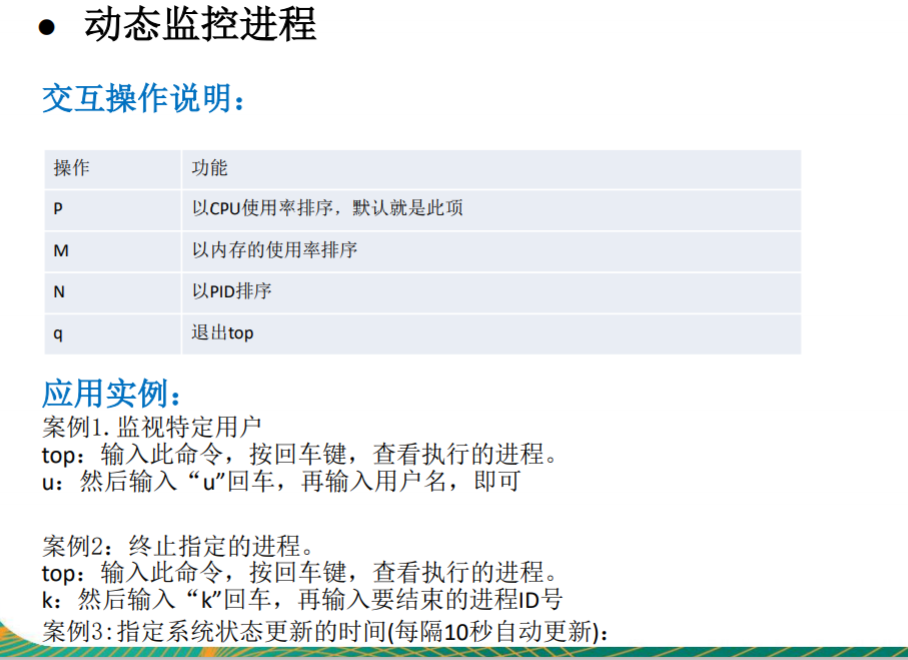 ● 动态监控进程
交互操作说明：
操作 功能
P 以CPU使用率排序，默认就是此项
M 以内存的使用率排序
N 以PID排序
q 退出top
应用实例：
案例1.监视特定用户
top：输入此命令，按回车键，查看执行的进程。
u：然后输入“u”回车，再输入用户名，即可
案例2：终止指定的进程。
top：输入此命令，按回车键，查看执行的进程。
k：然后输入“k”回车，再输入要结束的进程ID号
案例3:指定系统状态更新的时间(每隔10秒自动更新)：